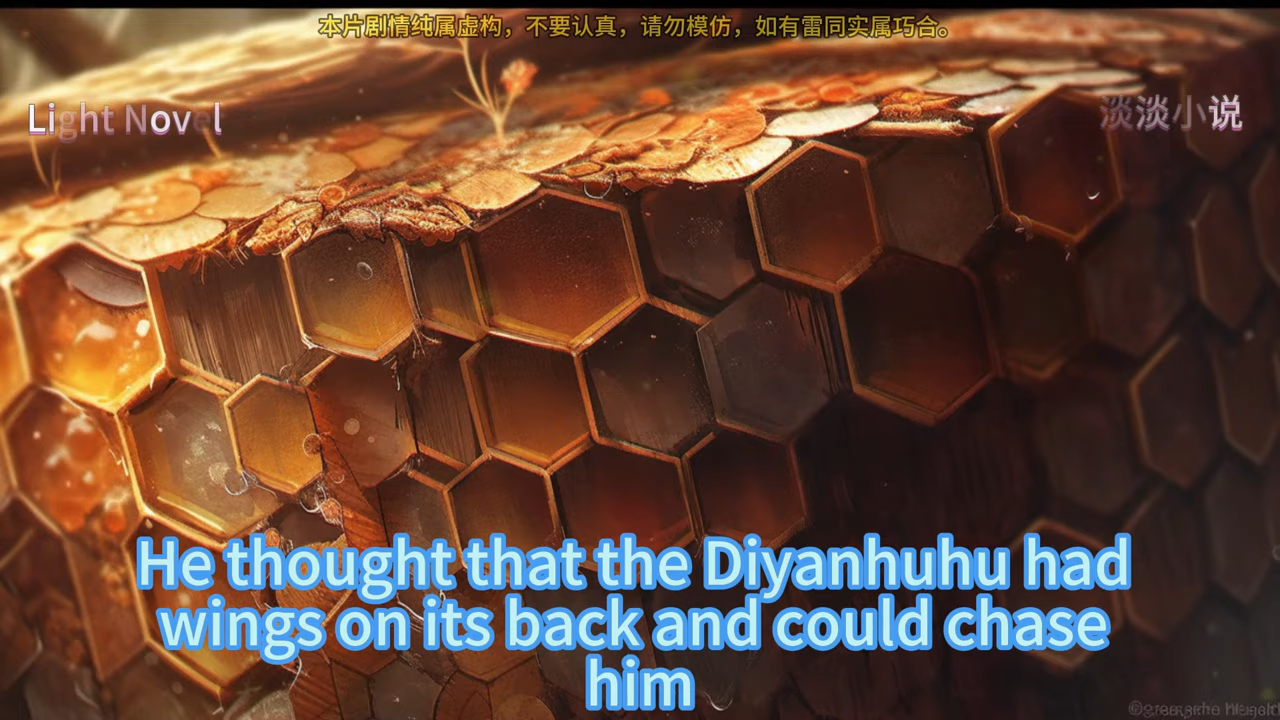 本片剧情纯属虚构，不要认真，请勿模仿，如有雷同实属巧合。
Light Novel
淡淡小说
He thought that the Diyanhuhu had
wings on its back and could chase
him